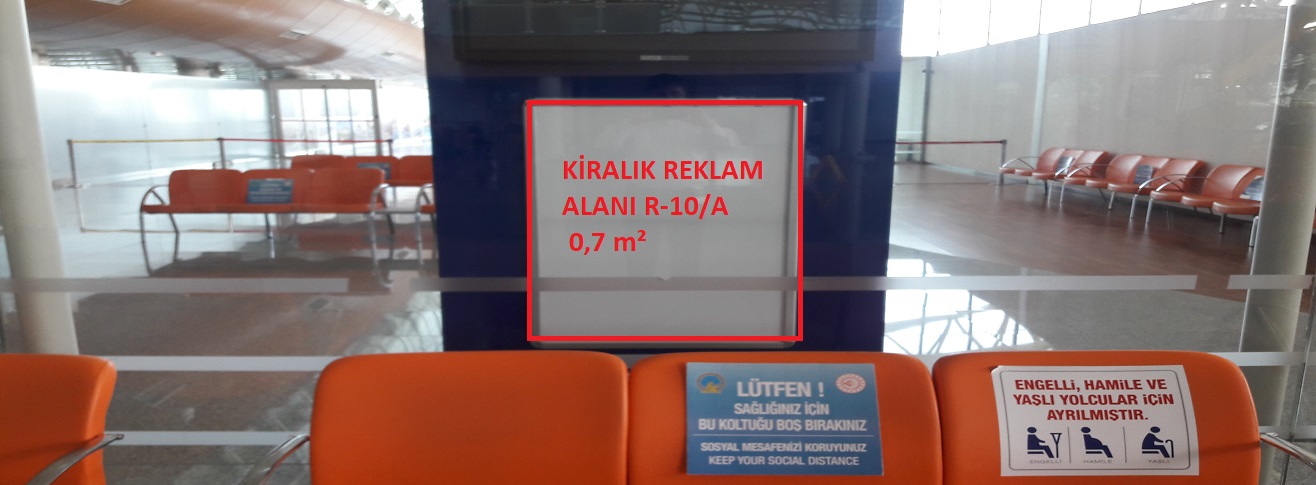 KİRALIK REKLAM
ALANI R-10/A
0,7 m²
LÜTFEN !
SAĞLIĞINIZ İÇİN
BU KOLTUĞU BOŞ BIRAKINIZ
SOSYAL MESAFENİZİ KORUYUNUZ
KEEP YOUR SOCIAL DISTANCE
ENGELLİ, HAMİLE VE
YAŞLI YOLCULAR İÇİN
AYRILMIŞTIR.
ENGELLİ HAMİLE YAŞLI